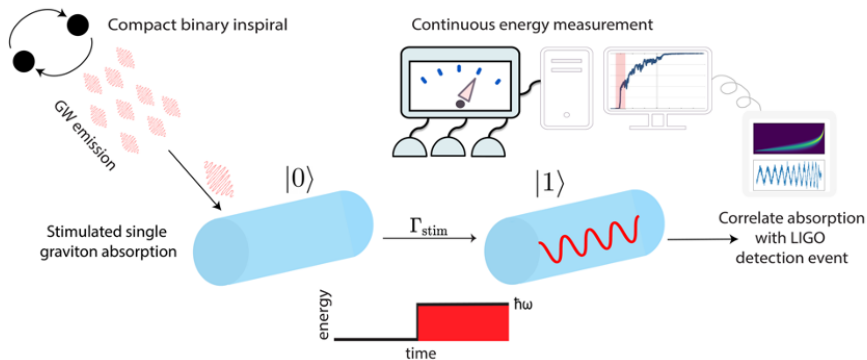 Compact binary inspiral
Continuous energy measurement
GW emission
|0⟩
|1⟩
Stimulated single
graviton absorption
Γstim
Correlate absorption
with LIGO
detection event
energy
ħω
time